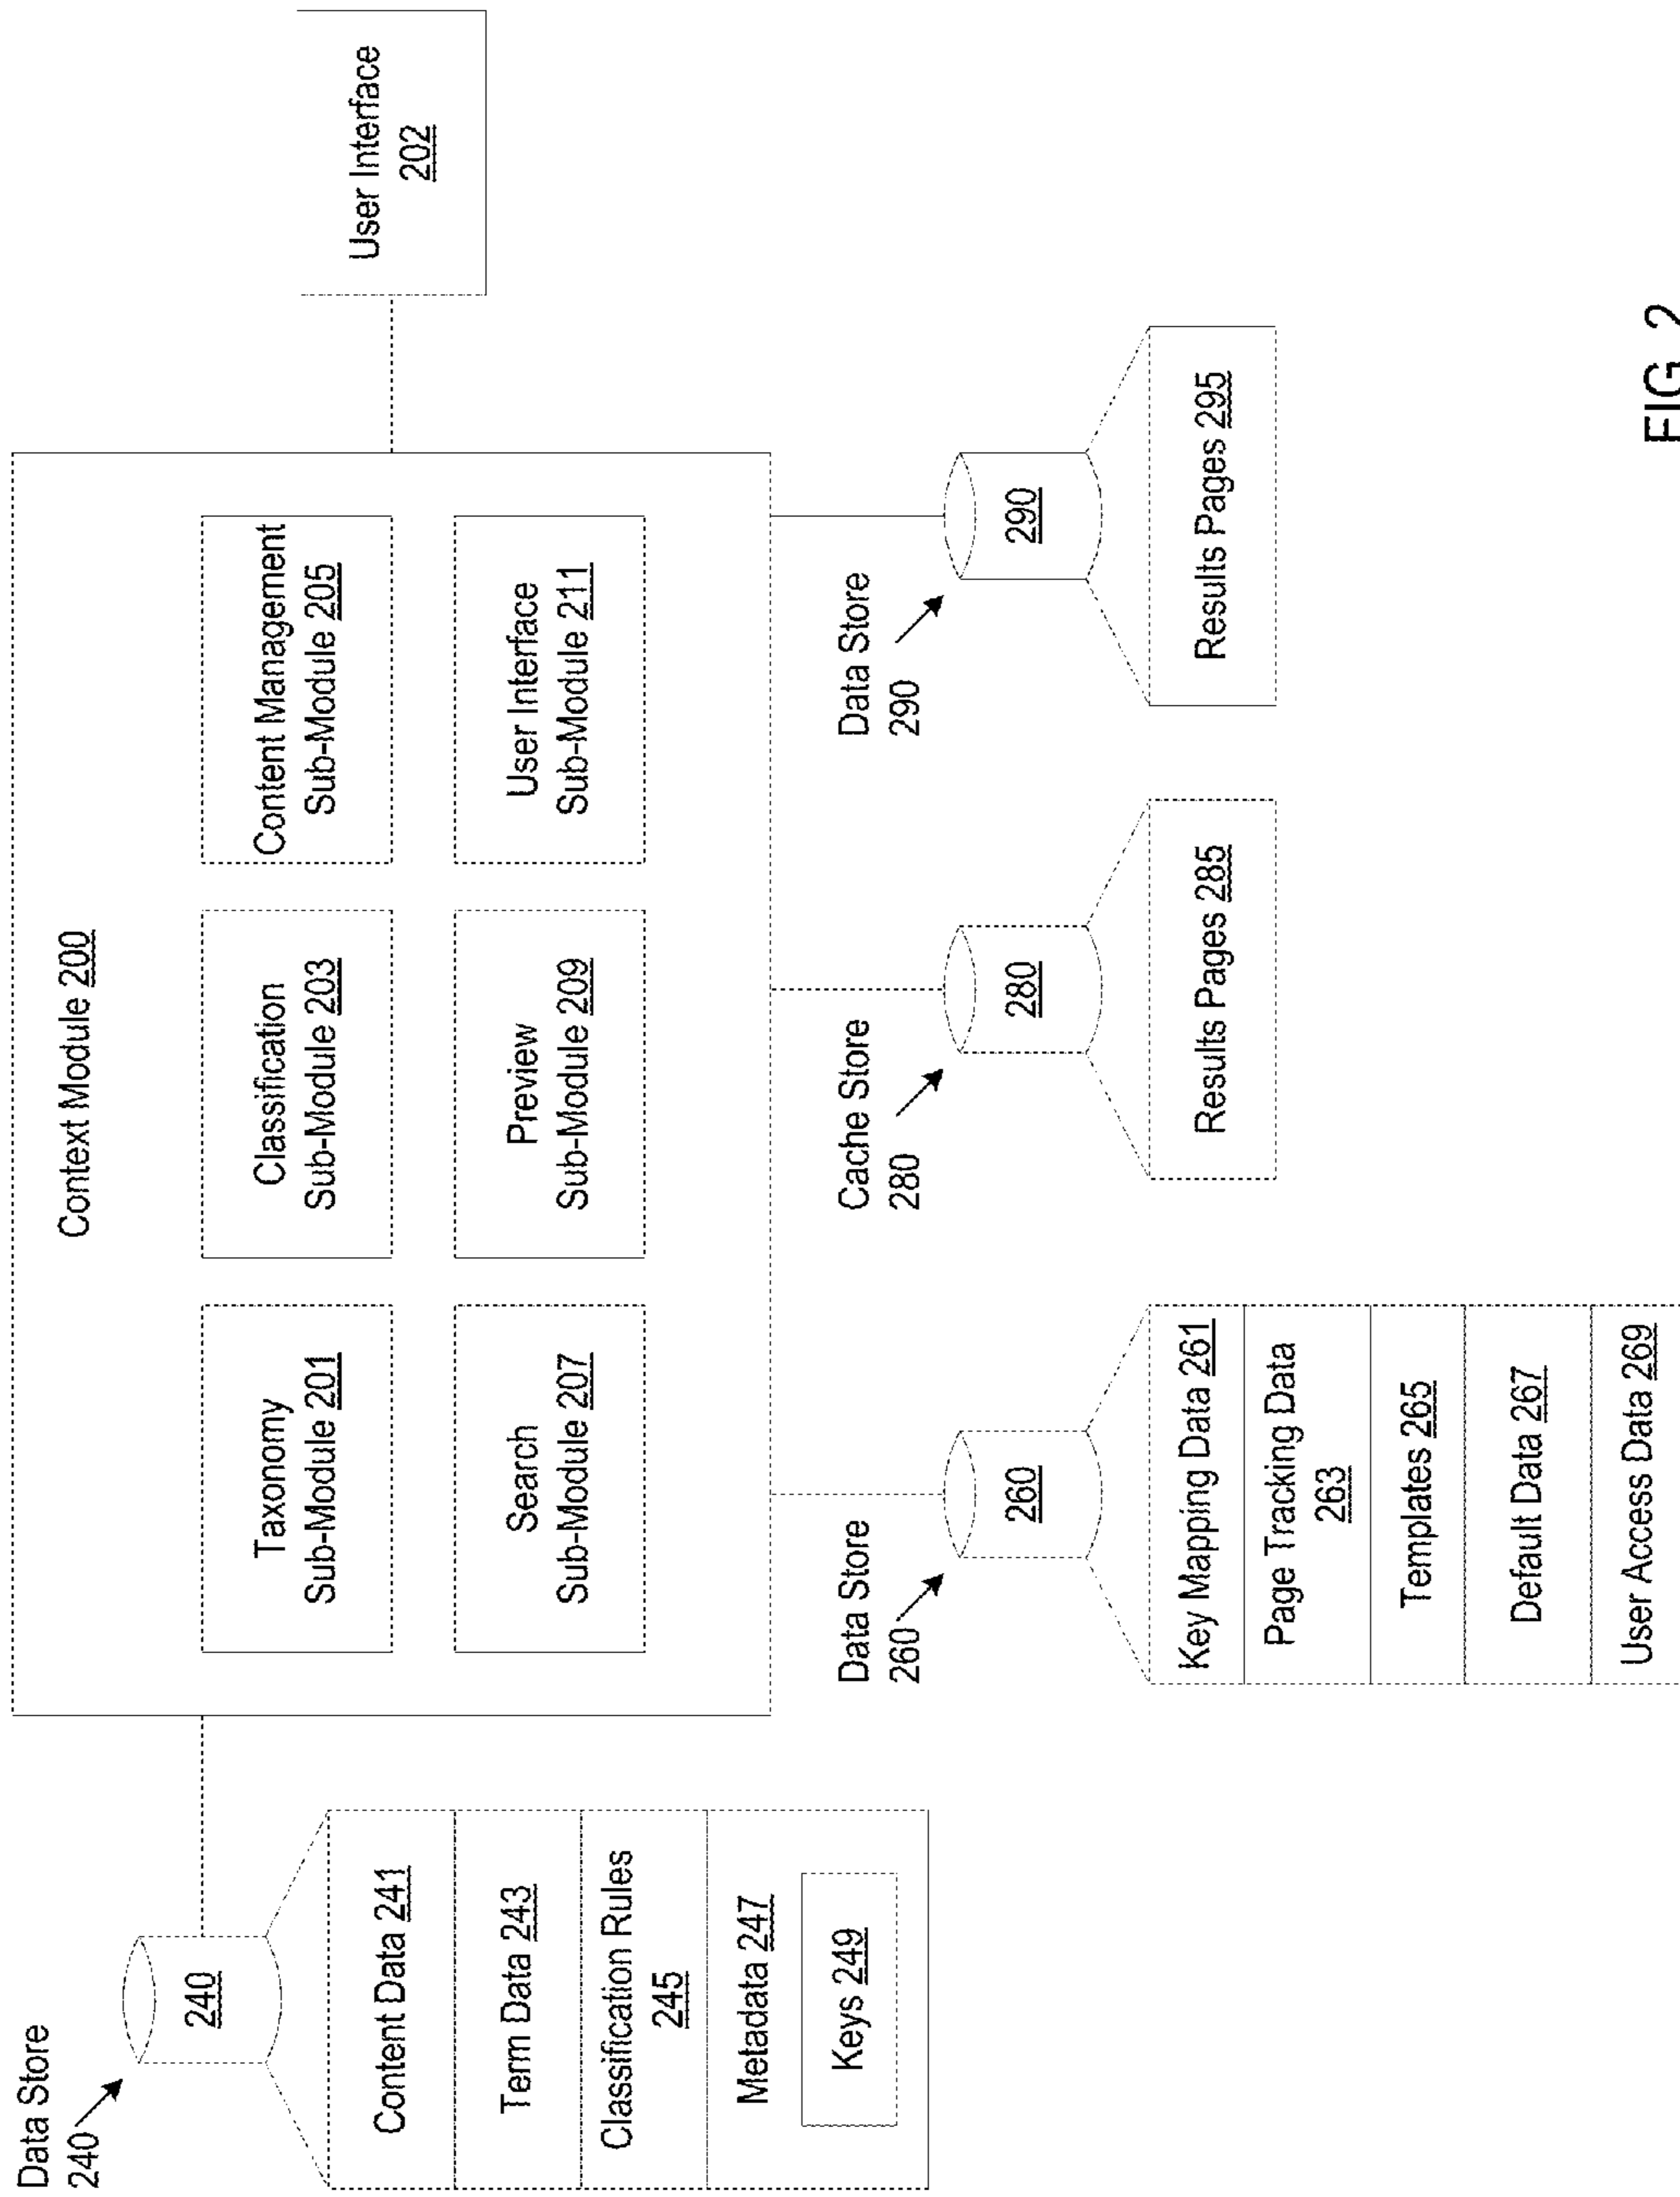 Data Store
240
240
Content Data 241
Term Data 243
Classification Rules
245
Metadata 247
Keys 249
Context Module 200
Taxonomy
Sub-Module 201
Classification
Sub-Module 203
Content Management
Sub-Module 205
Search
Sub-Module 207
Preview
Sub-Module 209
User Interface
Sub-Module 211
User Interface
202
Data Store
260
260
Key Mapping Data 261
Page Tracking Data
263
Templates 265
Default Data 267
User Access Data 269
Cache Store
280
280
Results Pages 285
Data Store
290
290
Results Pages 295
FIG. 2